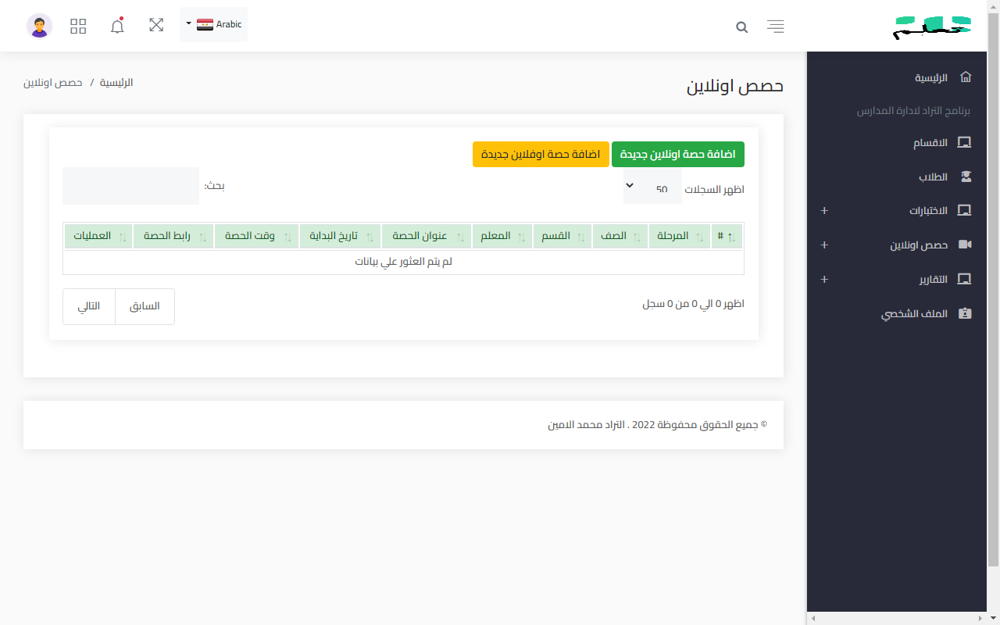 Arabic
الرئيسية
برنامج التراد لادارة المدارس
الاقسام
الطلاب
الاختبارات +
حصص اونلاين +
التقارير +
الملف الشخصي
حصص اونلاين
الرئيسية / حصص اونلاين
اضافة حصة اونلاين جديدة اضافة حصة اوفلاين جديدة
اظهر السجلات 50
بحث:
# المرحلة الصف القسم المعلم عنوان الحصة تاريخ البداية وقت الحصة رابط الحصة العمليات
لم يتم العثور علي بيانات
اظهر 0 الي 0 من 0 سجل
السابق التالي
© جميع الحقوق محفوظة 2022 . التراد محمد الامين